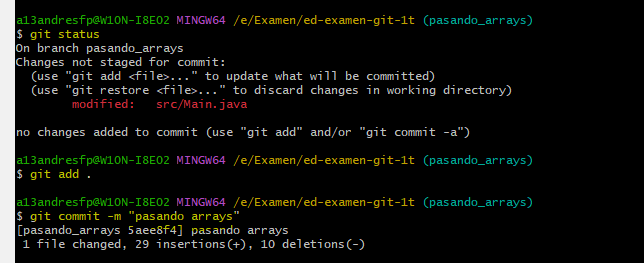 a13andresfp@W10N-I8E02 MINGW64 /e/Examen/ed-examen-git-1t (pasando_arrays)
$ git status
On branch pasando_arrays
Changes not staged for commit:
  (use "git add <file>..." to update what will be committed)
  (use "git restore <file>..." to discard changes in working directory)
        modified:   src/Main.java

no changes added to commit (use "git add" and/or "git commit -a")

a13andresfp@W10N-I8E02 MINGW64 /e/Examen/ed-examen-git-1t (pasando_arrays)
$ git add .

a13andresfp@W10N-I8E02 MINGW64 /e/Examen/ed-examen-git-1t (pasando_arrays)
$ git commit -m "pasando arrays"
[pasando_arrays 5aee8f4] pasando arrays
 1 file changed, 29 insertions(+), 10 deletions(-)